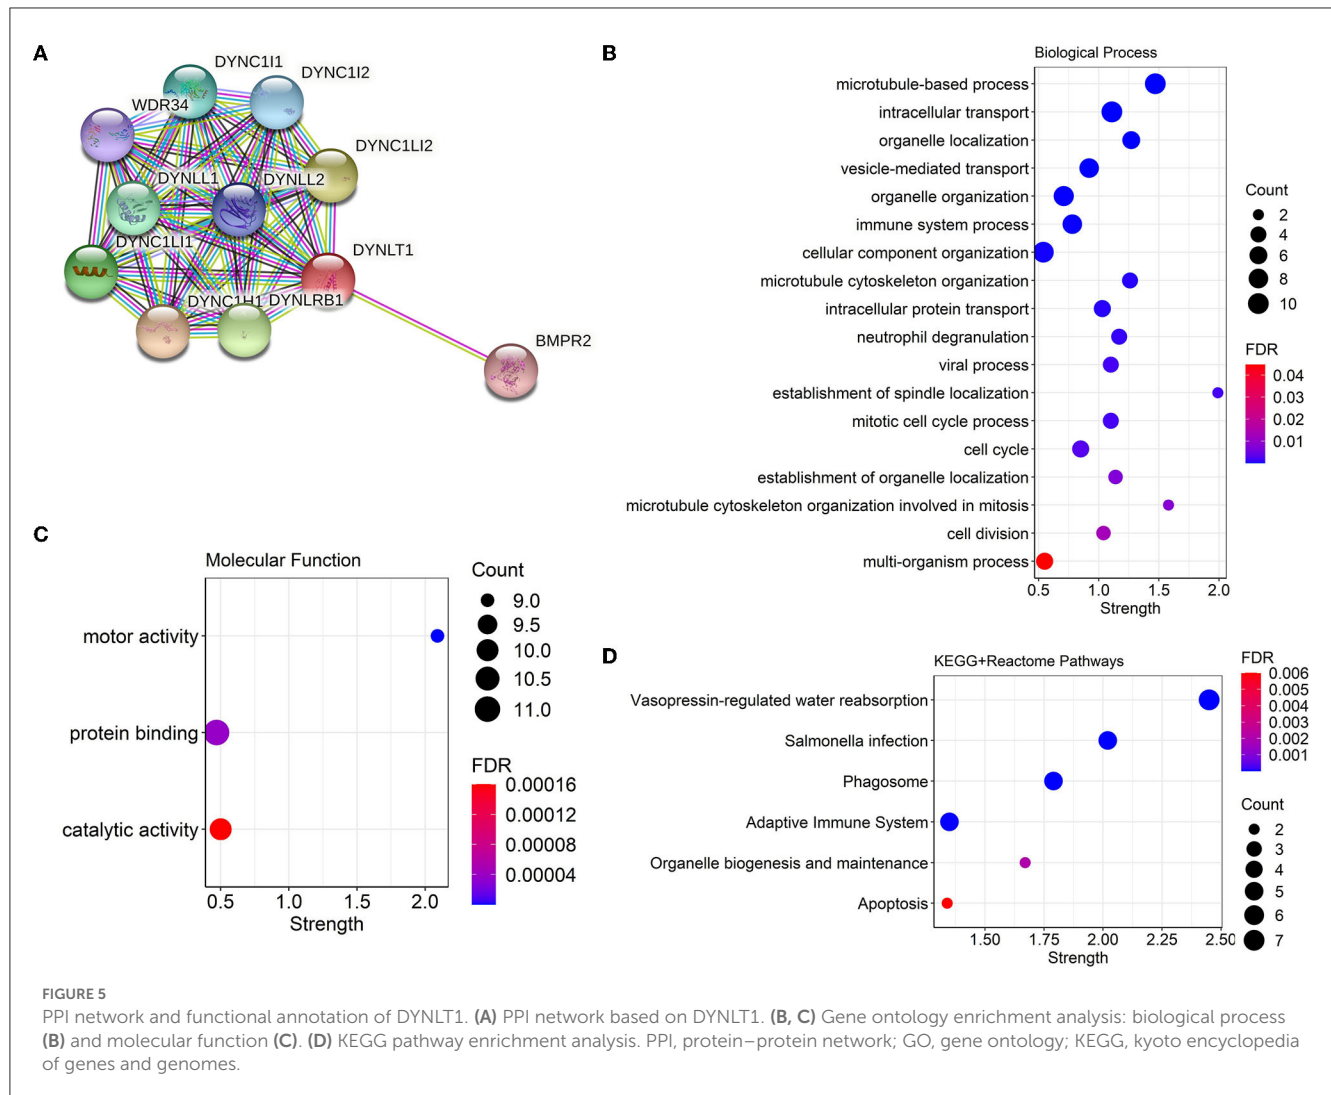 A
DYNC1I1
DYNC1I2
WDR34
DYNC1LI2
DYNLL1
DYNLL2
DYNC1LI1
DYNLT1
DYNC1H1
DYNLRB1
BMPR2
B
Biological Process
microtubule-based process
intracellular transport
organelle localization
vesicle-mediated transport
organelle organization
immune system process
cellular component organization
microtubule cytoskeleton organization
intracellular protein transport
neutrophil degranulation
viral process
establishment of spindle localization
mitotic cell cycle process
cell cycle
establishment of organelle localization
microtubule cytoskeleton organization involved in mitosis
cell division
multi-organism process
0.5 1.0 1.5 2.0
Strength
Count
2
4
6
8
10
FDR
0.04
0.03
0.02
0.01
C
Molecular Function
motor activity
protein binding
catalytic activity
0.5 1.0 1.5 2.0
Strength
Count
9.0
9.5
10.0
10.5
11.0
FDR
0.00016
0.00012
0.00008
0.00004
D
KEGG+Reactome Pathways
Vasopressin-regulated water reabsorption
Salmonella infection
Phagosome
Adaptive Immune System
Organelle biogenesis and maintenance
Apoptosis
1.50 1.75 2.00 2.25 2.50
Strength
FDR
0.006
0.005
0.004
0.003
0.002
0.001
Count
2
3
4
5
6
7
FIGURE 5
PPI network and functional annotation of DYNLT1. (A) PPI network based on DYNLT1. (B, C) Gene ontology enrichment analysis: biological process
(B) and molecular function (C). (D) KEGG pathway enrichment analysis. PPI, protein–protein network; GO, gene ontology; KEGG, kyoto encyclopedia
of genes and genomes.